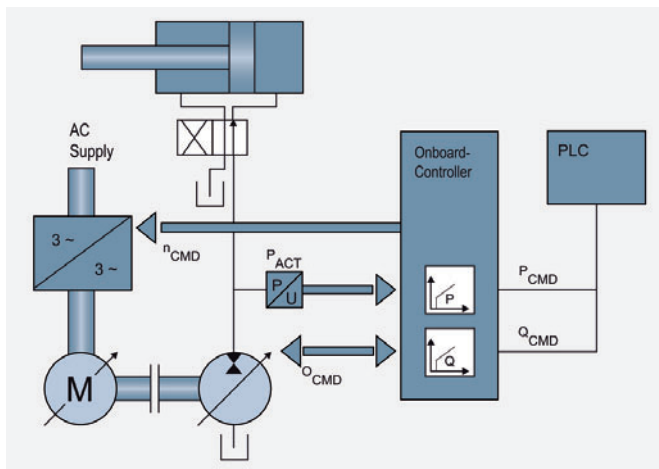 AC
Supply
Onboard-
Controller
PLC
3 ~
3 ~
nCMD
PACT
P
U
P
PCMD
Q
QCMD
OCMD
M